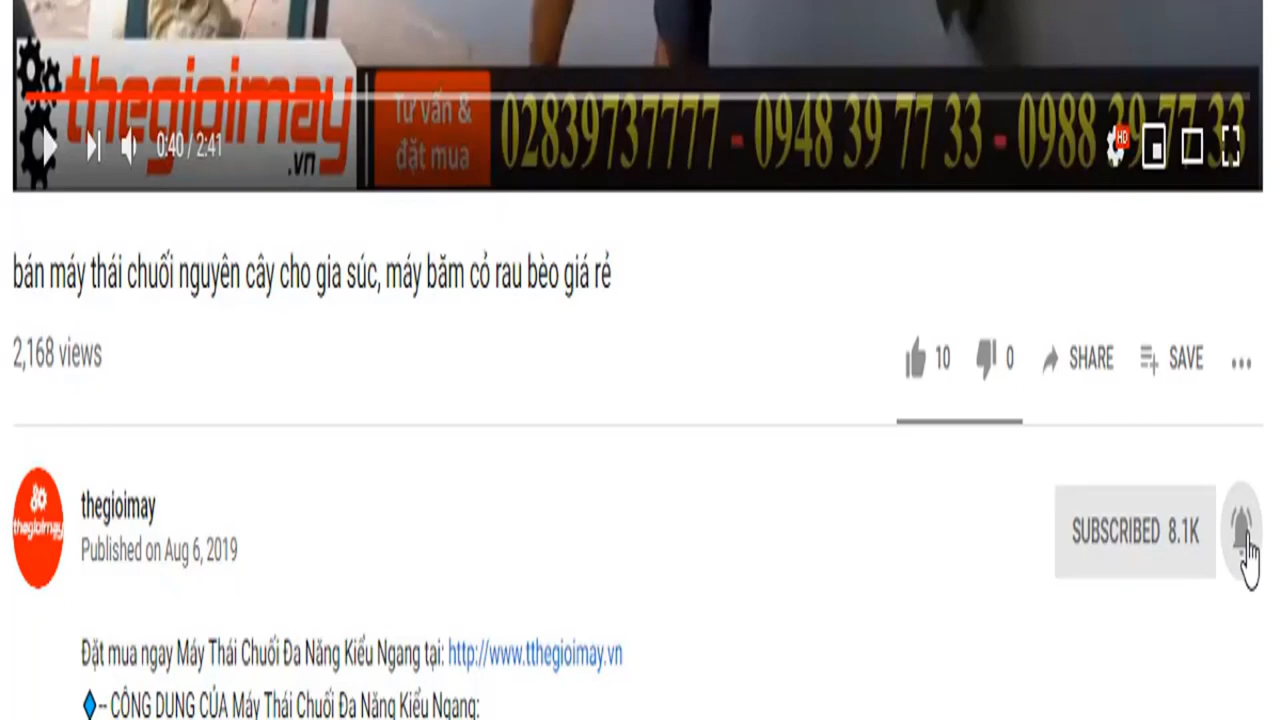 thegioimay
.vn
Tư vấn &
đặt mua
02839737777 - 0948 39 77 33 - 0988 39 77 33
HD
0:40 / 2:41
bán máy thái chuối nguyên cây cho gia súc, máy băm cỏ rau bèo giá rẻ
2,168 views
10
0
SHARE
SAVE
thegioimay
thegioimay
Published on Aug 6, 2019
SUBSCRIBED 8.1K
Đặt mua ngay Máy Thái Chuối Đa Năng Kiểu Ngang tại: http://www.tthegioimay.vn
-- CÔNG DỤNG CỦA Máy Thái Chuối Đa Năng Kiểu Ngang: